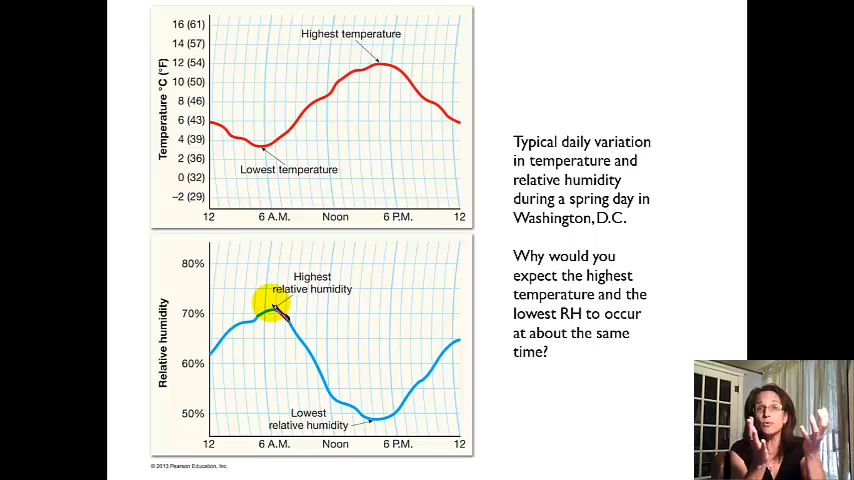 16 (61)
14 (57)
12 (54)
10 (50)
8 (46)
6 (43)
4 (39)
2 (36)
0 (32)
–2 (29)
Temperature °C (°F)
Highest temperature
Lowest temperature
12 6 A.M. Noon 6 P.M. 12
80%
70%
60%
50%
Relative humidity
Highest
relative humidity
Lowest
relative humidity
12 6 A.M. Noon 6 P.M. 12
© 2013 Pearson Education, Inc.
Typical daily variation
in temperature and
relative humidity
during a spring day in
Washington, D.C.
Why would you
expect the highest
temperature and the
lowest RH to occur
at about the same
time?